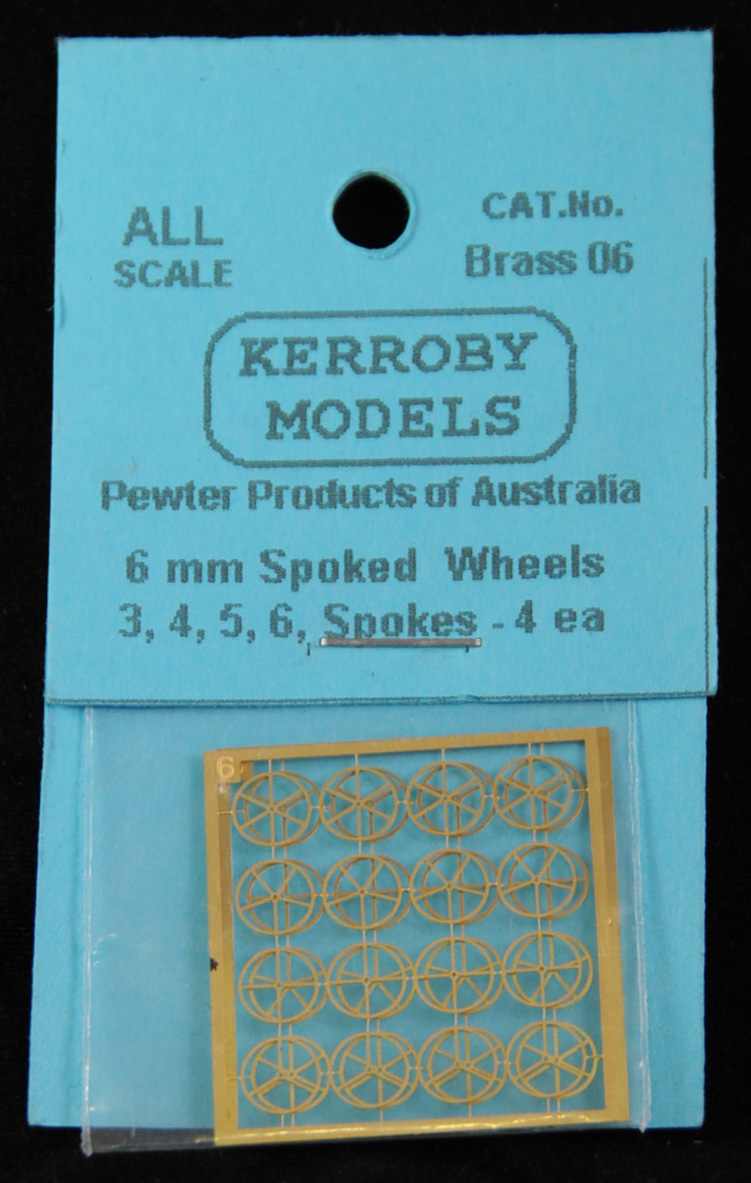 ALL
SCALE
CAT.No.
Brass 06
KERROBY
MODELS
Pewter Products of Australia
6 mm Spoked Wheels
3, 4, 5, 6, Spokes - 4 ea
6